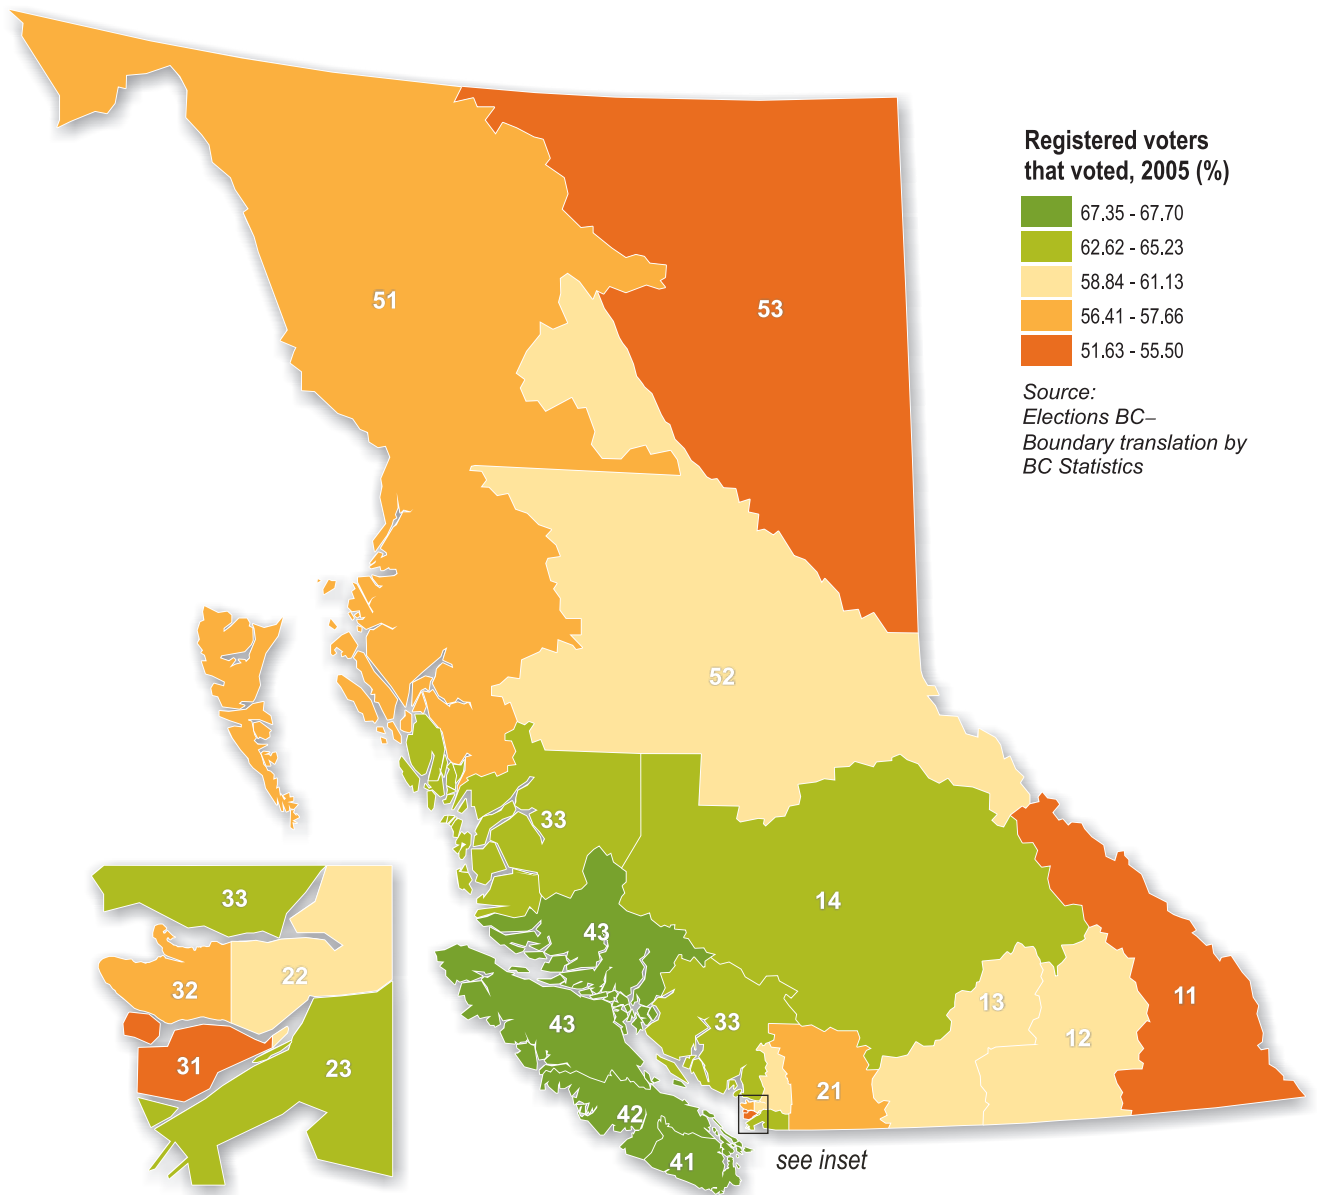 Registered voters
that voted, 2005 (%)
67.35 - 67.70
62.62 - 65.23
58.84 - 61.13
56.41 - 57.66
51.63 - 55.50
Source:
Elections BC–
Boundary translation by
BC Statistics
51
53
52
33
14
43
13
11
43
33
12
21
42
41
see inset
33
22
32
31
23